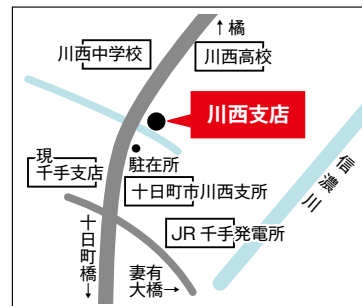 ↑橘
川西中学校
川西高校
川西支店
駐在所
現
千手支店
十日町市川西支所
信濃川
JR 千手発電所
十日町橋↓
妻有
大橋→